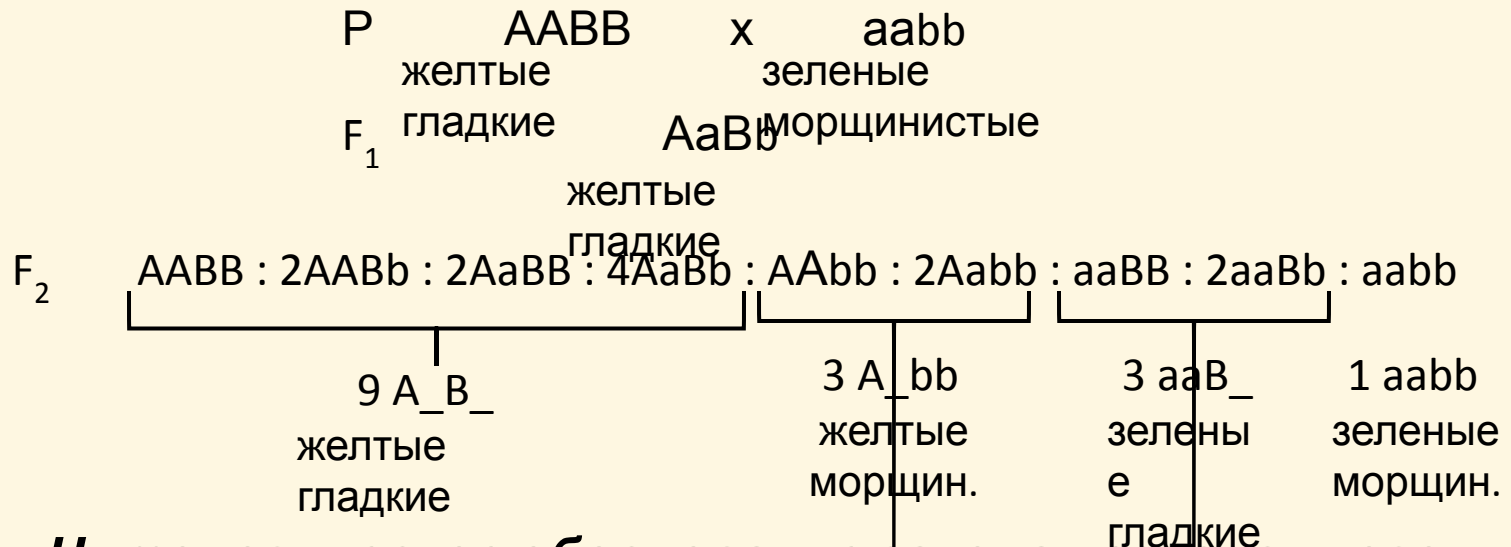 P AABB x aabb
желтые зеленые
гладкие морщинистые
F1 AaBb
желтые
гладкие
F2 AABB : 2AABb : 2AaBB : 4AaBb : AAbb : 2Aabb : aaBB : 2aaBb : aabb
9 A_B_ 3 A_bb 3 aaB_ 1 aabb
желтые желтые зелены зеленые
гладкие морщин. е морщин.
гладкие